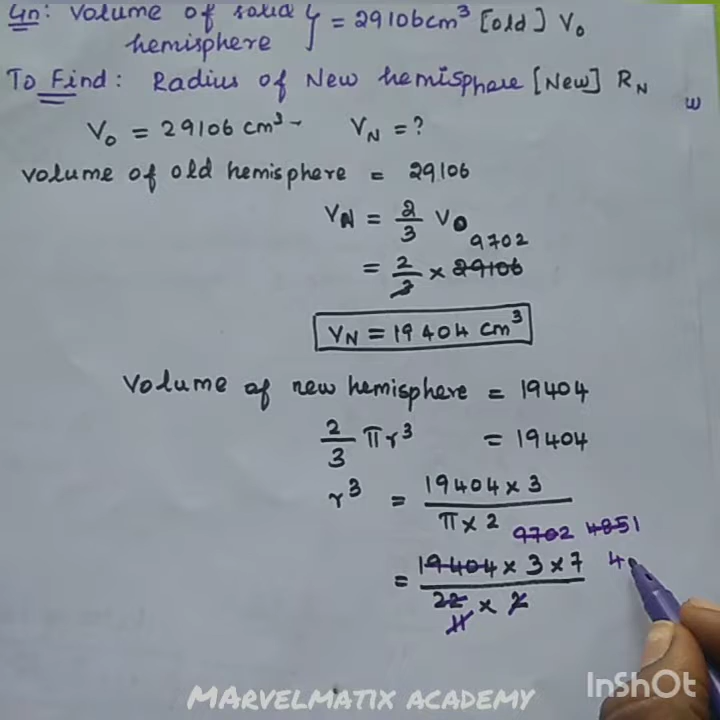 Gn: Volume of solid } = 29106cm³ [old] V₀
hemisphere
To Find: Radius of New hemisphere [New] R_N
V₀ = 29106 cm³ V_N = ?
Volume of old hemisphere = 29106
V_N = 2/3 V₀
9702
= 2/3 × 29106
V_N = 19404 cm³
Volume of new hemisphere = 19404
2/3 πr³ = 19404
r³ = 19404 × 3 / π × 2
9702 4851
= 19404 × 3 × 7 / 22 × 2
11
4
MARVELMATIX ACADEMY
InShOt